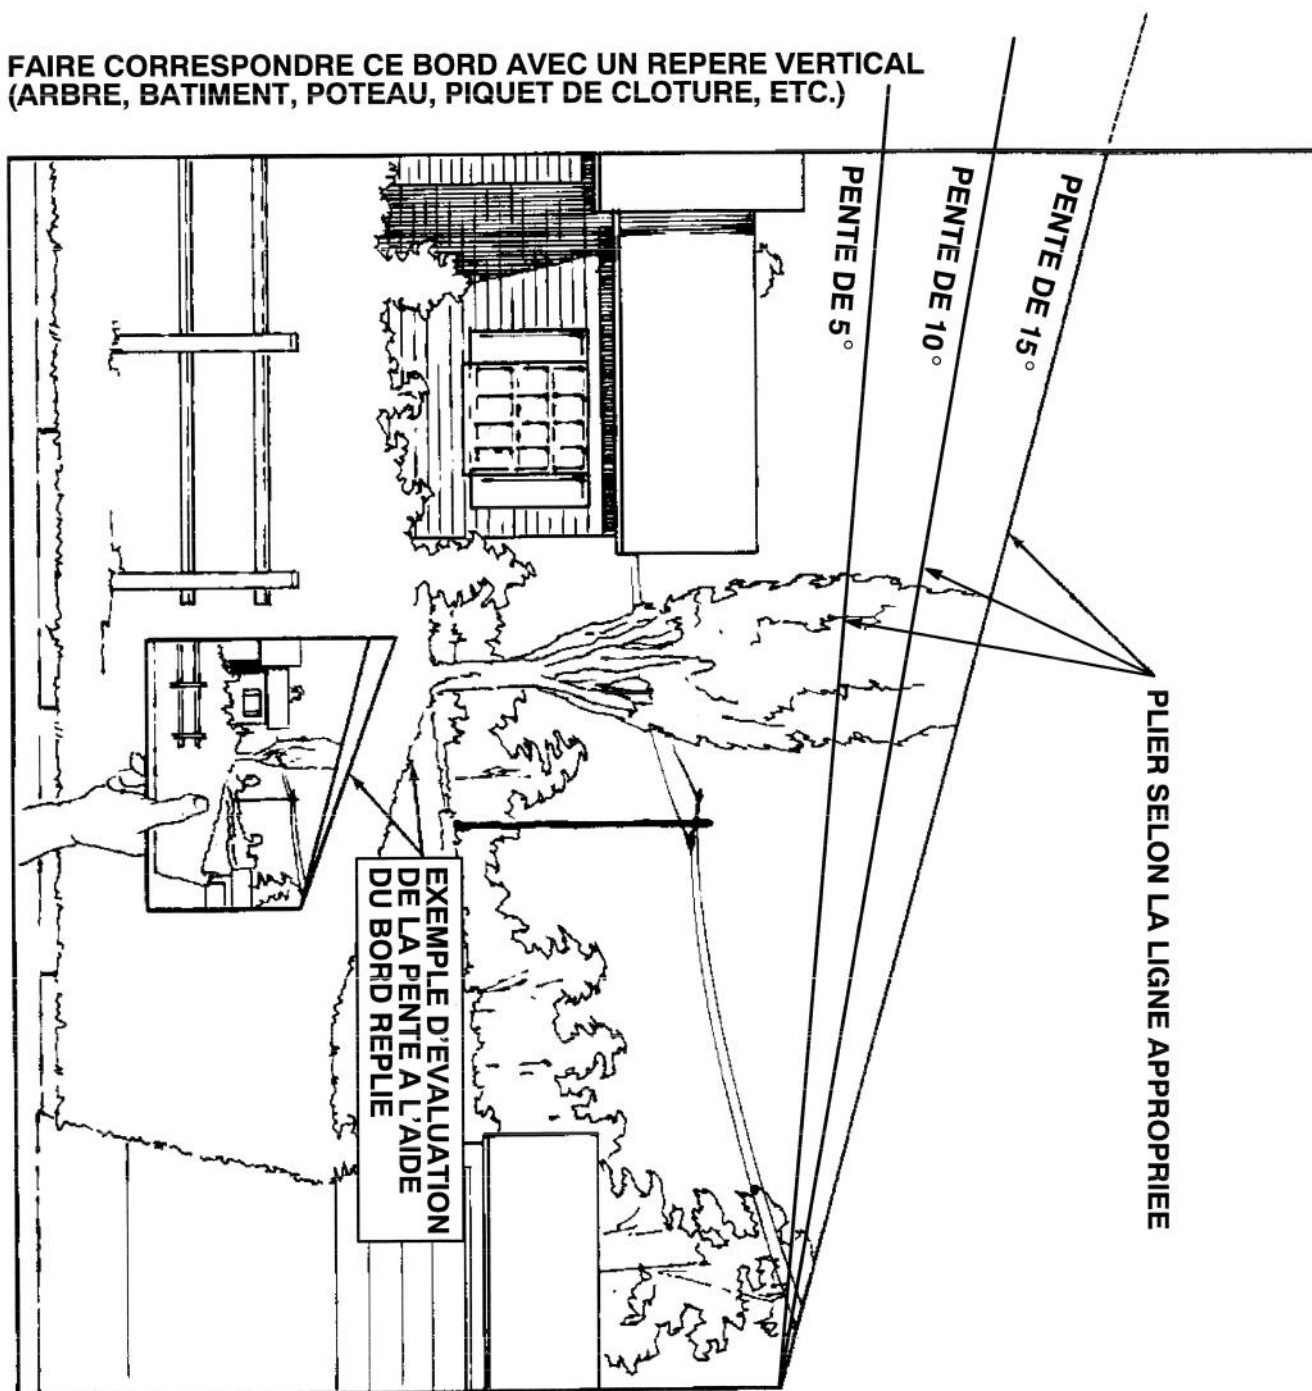 FAIRE CORRESPONDRE CE BORD AVEC UN REPERE VERTICAL
(ARBRE, BATIMENT, POTEAU, PIQUET DE CLOTURE, ETC.)
PENTE DE 5°
PENTE DE 10°
PENTE DE 15°
PLIER SELON LA LIGNE APPROPRIEE
EXEMPLE D'EVALUATION
DE LA PENTE A L'AIDE
DU BORD REPLIE